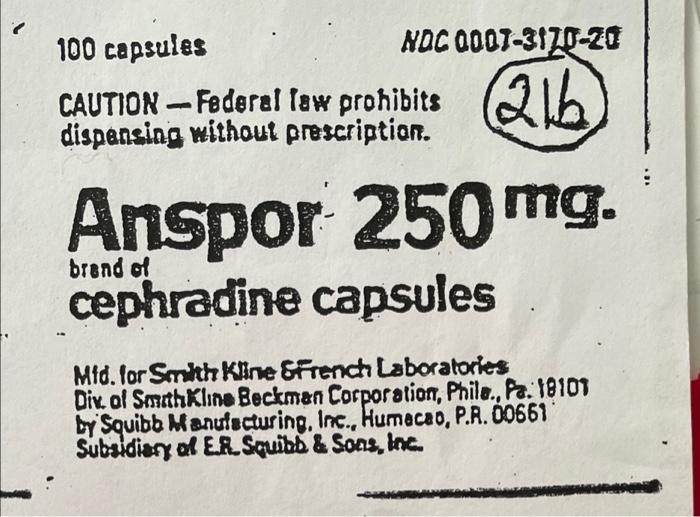 100 capsules
NDC 0007-3170-20
CAUTION — Federal law prohibits
dispensing without prescription.
216
Anspor 250 mg.
brand of
cephradine capsules
Mfd. for Smith Kline & French Laboratories
Div. of SmithKline Beckman Corporation, Phila., Pa. 19101
by Squibb Manufacturing, Inc., Humacao, P.R. 00661
Subsidiary of E.R. Squibb & Sons, Inc.